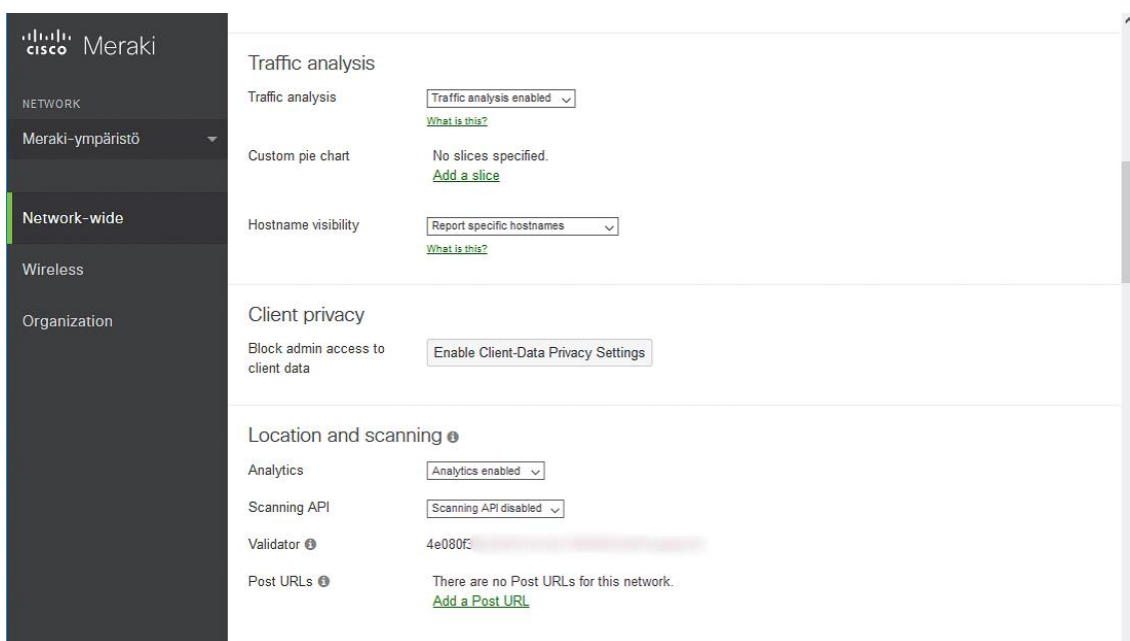 cisco Meraki
NETWORK
Meraki-ympäristö
Network-wide
Wireless
Organization
Traffic analysis
Traffic analysis Traffic analysis enabled
What is this?
Custom pie chart No slices specified.
Add a slice
Hostname visibility Report specific hostnames
What is this?
Client privacy
Block admin access to
client data
Enable Client-Data Privacy Settings
Location and scanning
Analytics Analytics enabled
Scanning API Scanning API disabled
Validator
Post URLs There are no Post URLs for this network.
Add a Post URL